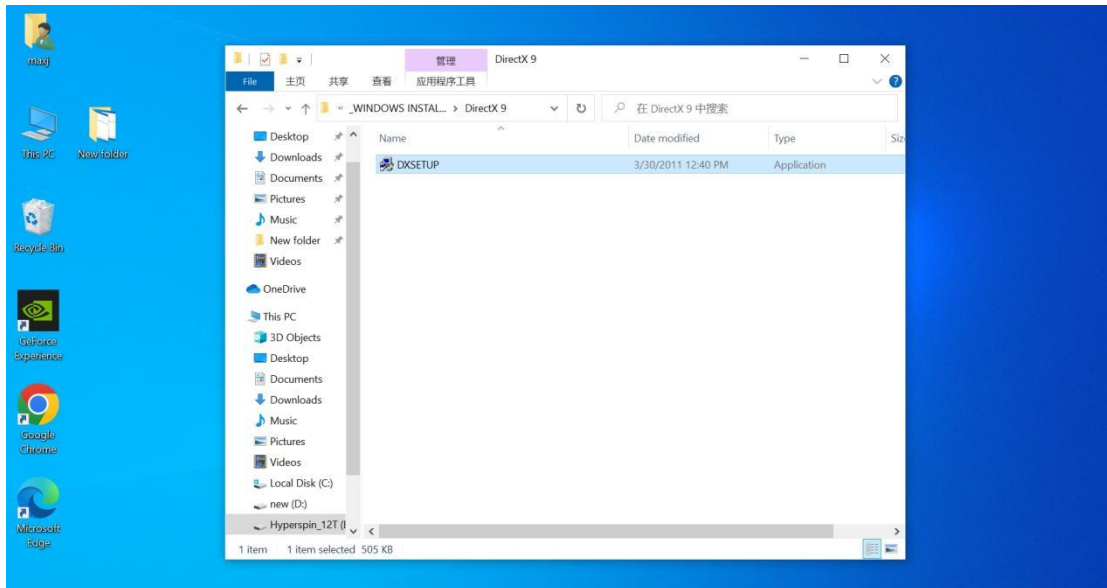 maxj
This PC
New folder
Recycle Bin
GeForce
Experience
Google
Chrome
Microsoft
Edge
管理
DirectX 9
File
主页
共享
查看
应用程序工具
_WINDOWS INSTAL...
DirectX 9
在 DirectX 9 中搜索
Desktop
Downloads
Documents
Pictures
Music
New folder
Videos
OneDrive
This PC
3D Objects
Desktop
Documents
Downloads
Music
Pictures
Videos
Local Disk (C:)
new (D:)
Hyperspin_12T (
Name
Date modified
Type
Siz
DXSETUP
3/30/2011 12:40 PM
Application
1 item
1 item selected 505 KB